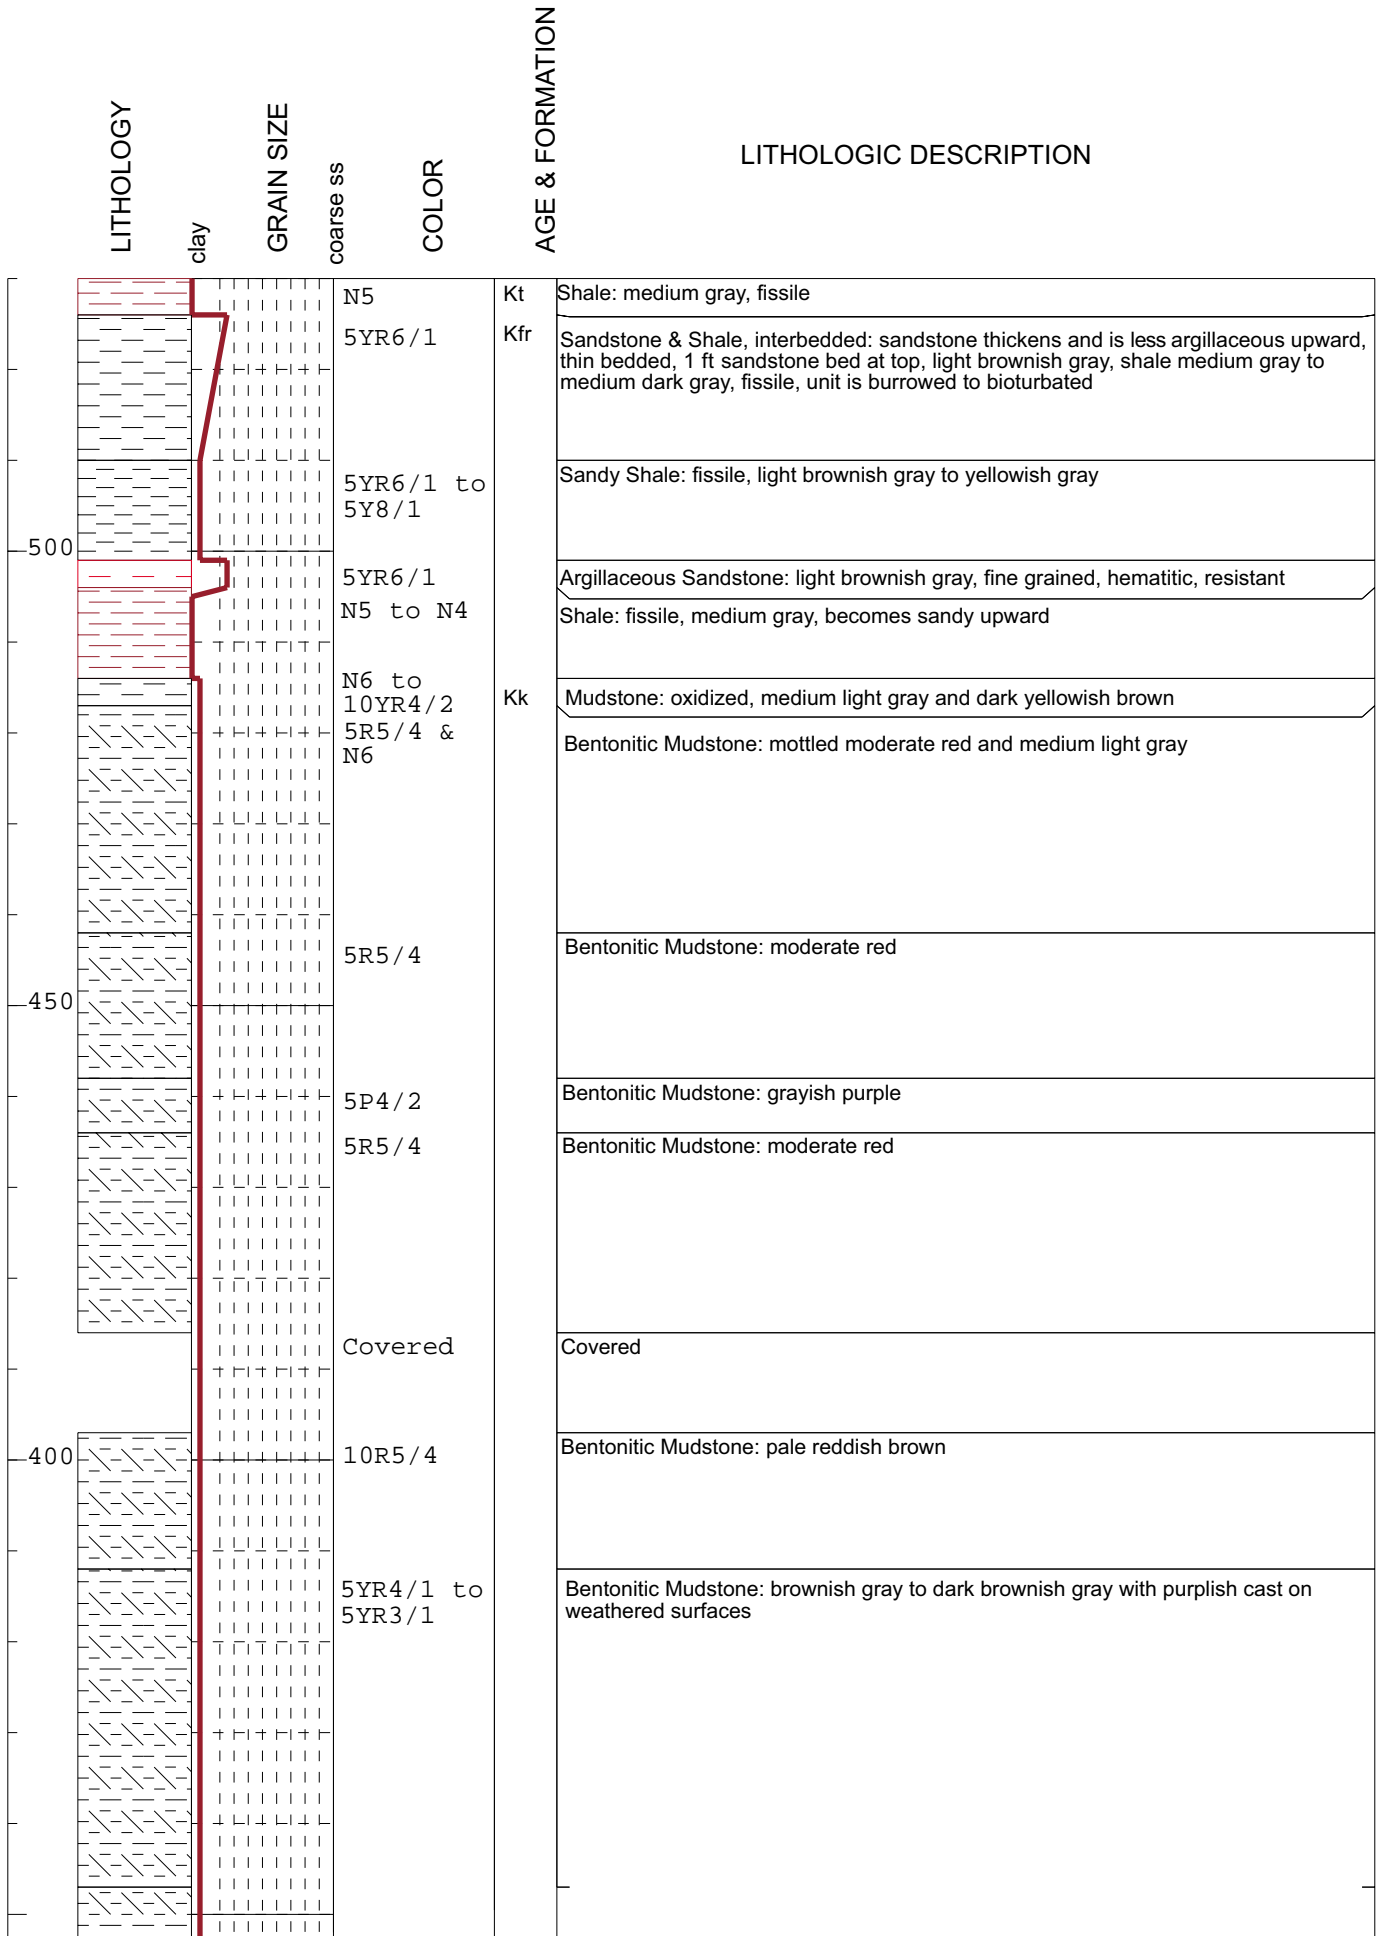 LITHOLOGY
clay
GRAIN SIZE
coarse ss
COLOR
AGE & FORMATION
LITHOLOGIC DESCRIPTION
N5
Kt
Shale: medium gray, fissile
5YR6/1
Kfr
Sandstone & Shale, interbedded: sandstone thickens and is less argillaceous upward,
thin bedded, 1 ft sandstone bed at top, light brownish gray, shale medium gray to
medium dark gray, fissile, unit is burrowed to bioturbated
5YR6/1 to
5Y8/1
Sandy Shale: fissile, light brownish gray to yellowish gray
500
5YR6/1
Argillaceous Sandstone: light brownish gray, fine grained, hematitic, resistant
N5 to N4
Shale: fissile, medium gray, becomes sandy upward
N6 to
10YR4/2
Kk
Mudstone: oxidized, medium light gray and dark yellowish brown
5R5/4 &
N6
Bentonitic Mudstone: mottled moderate red and medium light gray
5R5/4
Bentonitic Mudstone: moderate red
450
5P4/2
Bentonitic Mudstone: grayish purple
5R5/4
Bentonitic Mudstone: moderate red
Covered
Covered
400
10R5/4
Bentonitic Mudstone: pale reddish brown
5YR4/1 to
5YR3/1
Bentonitic Mudstone: brownish gray to dark brownish gray with purplish cast on
weathered surfaces